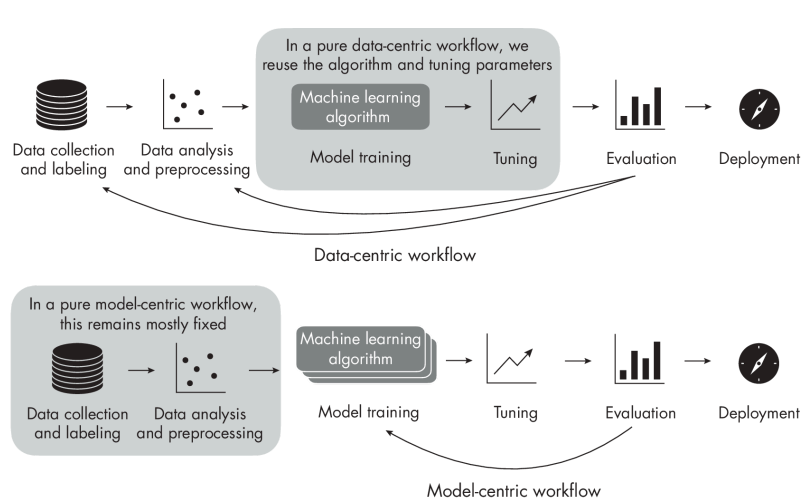 In a pure data-centric workflow, we
reuse the algorithm and tuning parameters
Machine learning
algorithm
Data collection
and labeling
Data analysis
and preprocessing
Model training
Tuning
Evaluation
Deployment
Data-centric workflow
In a pure model-centric workflow,
this remains mostly fixed
Machine learning
algorithm
Data collection
and labeling
Data analysis
and preprocessing
Model training
Tuning
Evaluation
Deployment
Model-centric workflow